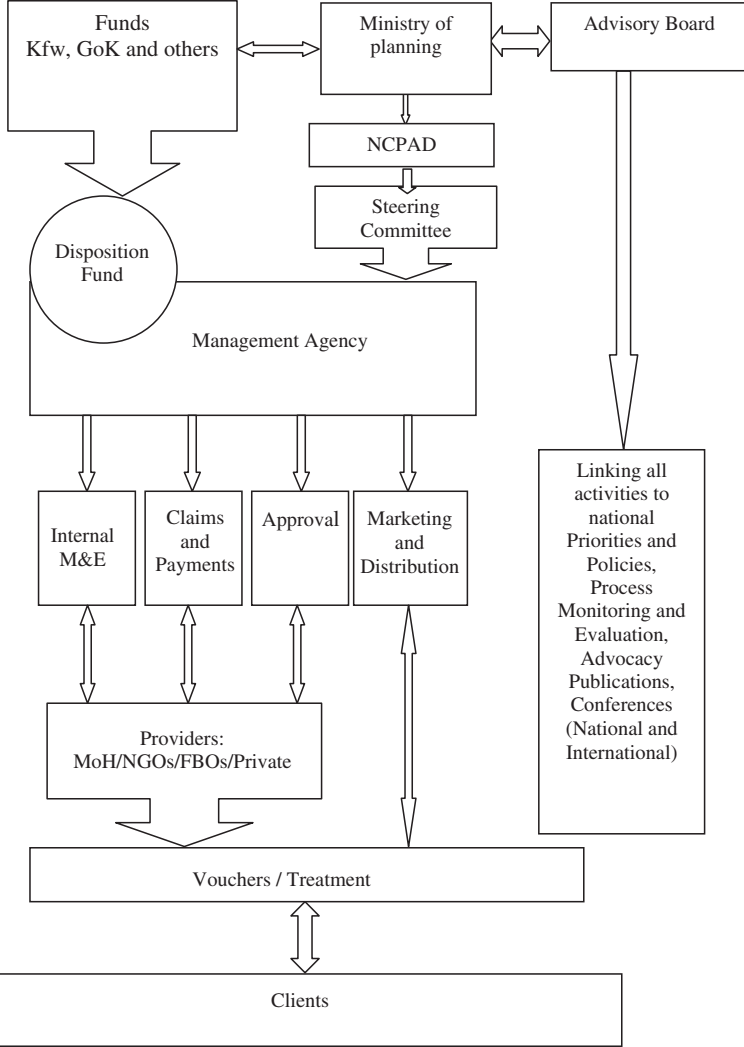 Funds
Kfw, GoK and others
Ministry of
planning
Advisory Board
NCPAD
Steering
Committee
Disposition
Fund
Management Agency
Internal
M&E
Claims
and
Payments
Approval
Marketing
and
Distribution
Linking all
activities to
national
Priorities and
Policies,
Process
Monitoring and
Evaluation,
Advocacy
Publications,
Conferences
(National and
International)
Providers:
MoH/NGOs/FBOs/Private
Vouchers / Treatment
Clients